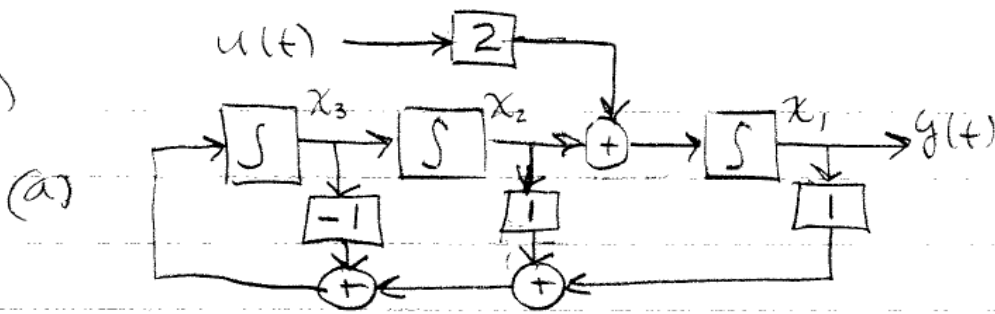 )
u(t) 2
∫ x₃ ∫ x₂ + ∫ x₁ y(t)
(a)
-1 1 1
+ +